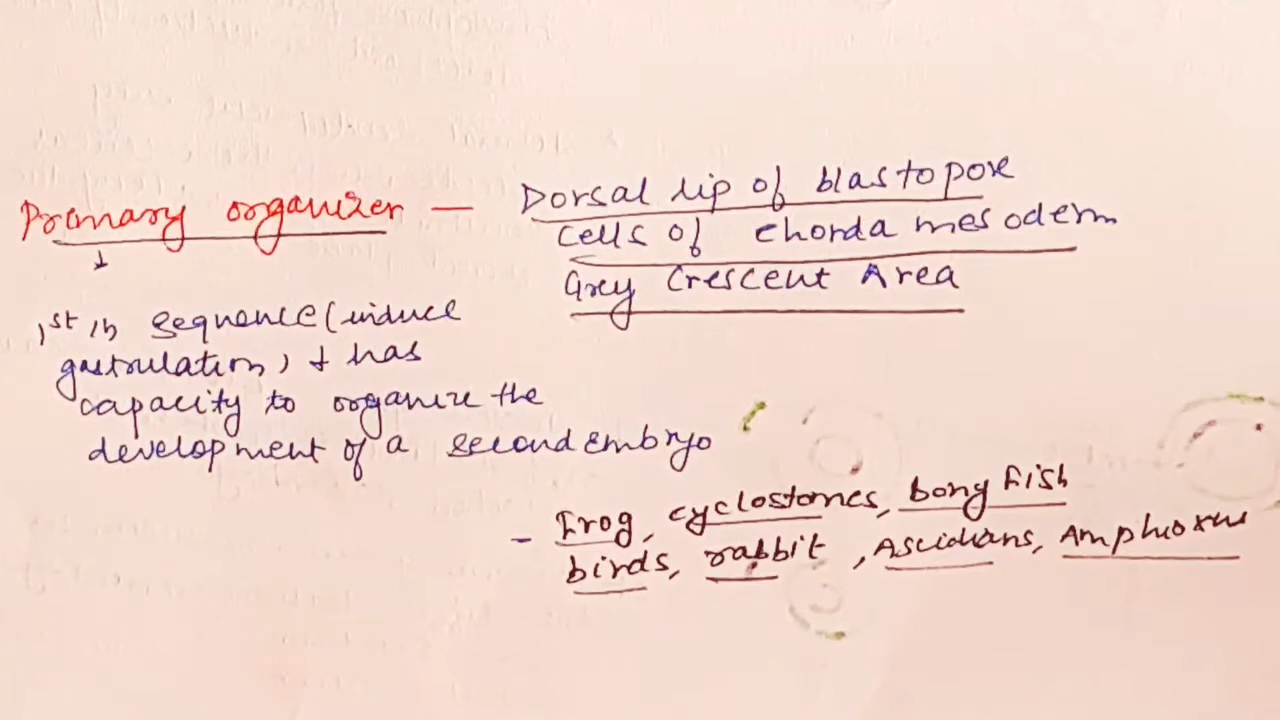 Primary organizer — Dorsal lip of blastopore
cells of chorda mesoderm
Grey Crescent Area
1st in sequence (induce
gastrulation) + has
capacity to organize the
development of a second embryo
- Frog, cyclostomes, bony fish
birds, rabbit, Ascidians, Amphioxus